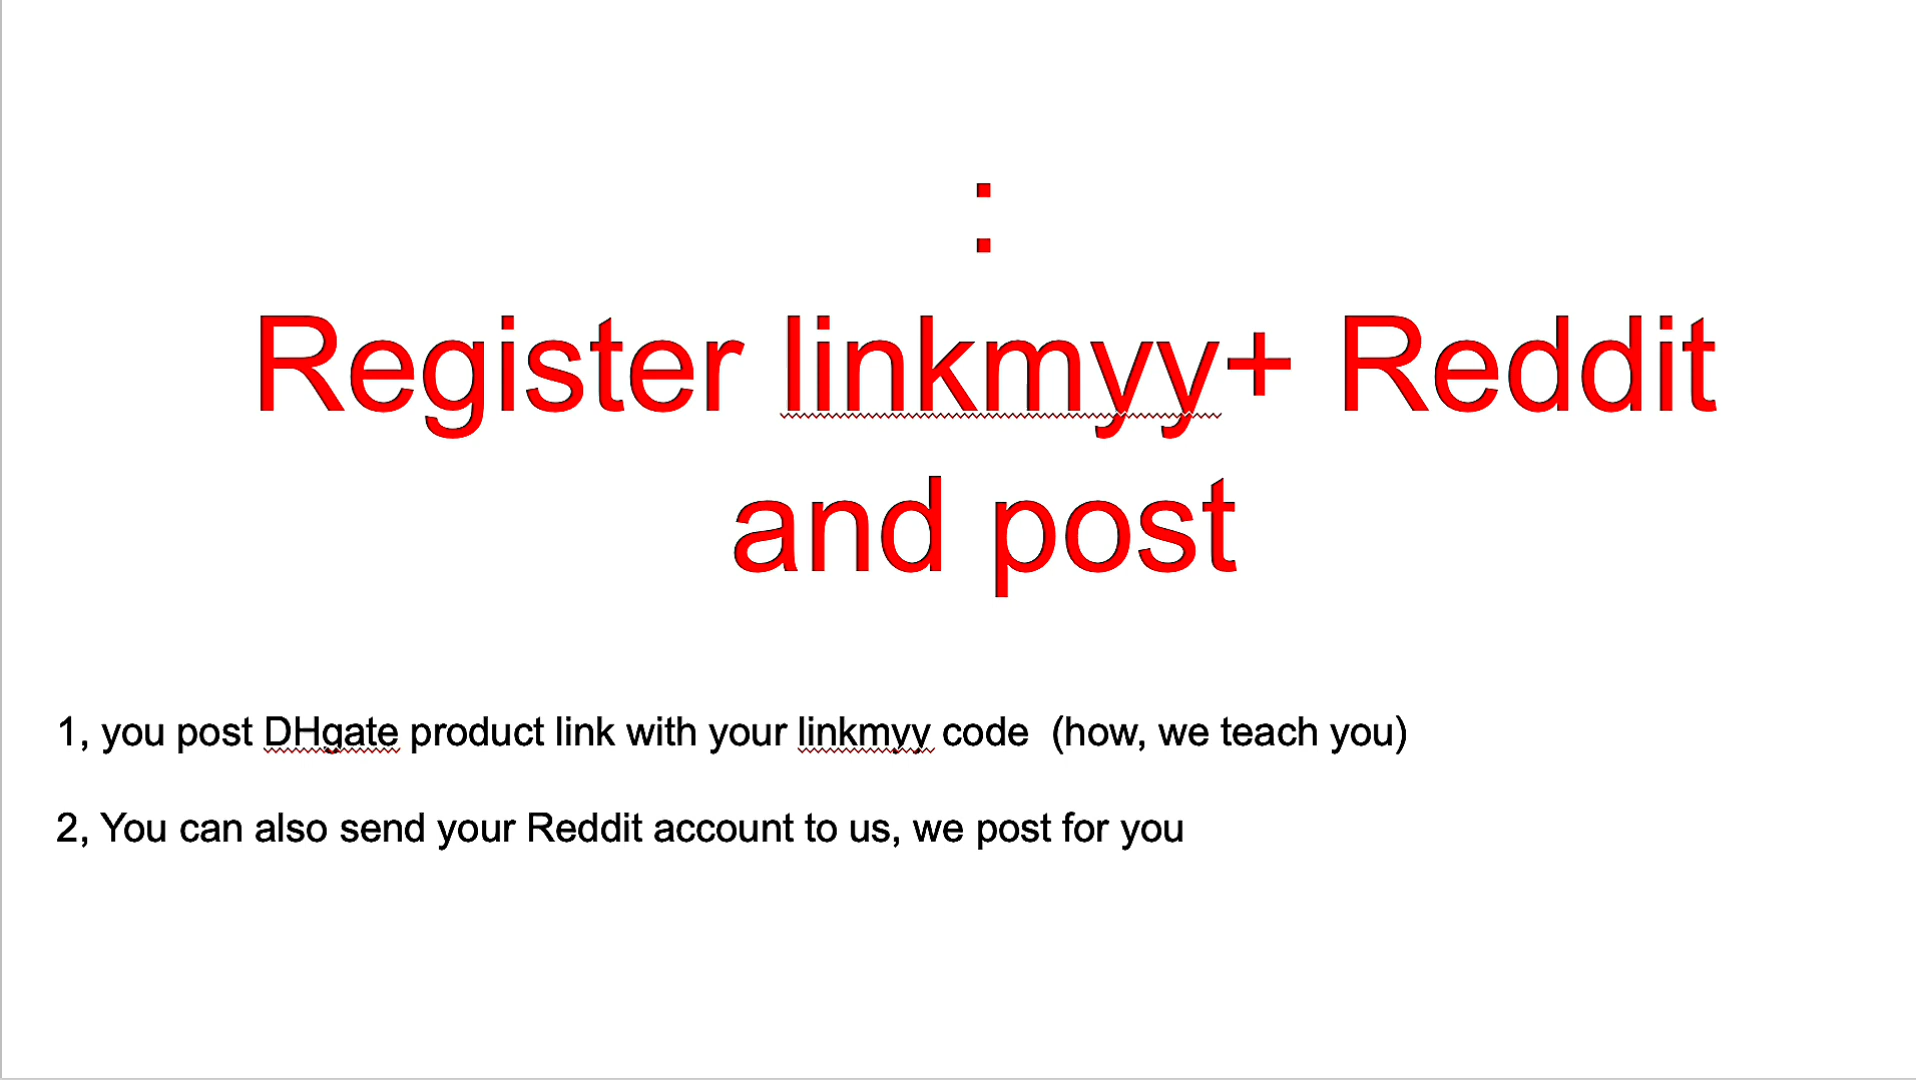 :
Register linkmyy+ Reddit
and post
1, you post DHgate product link with your linkmyy code  (how, we teach you)
2, You can also send your Reddit account to us, we post for you